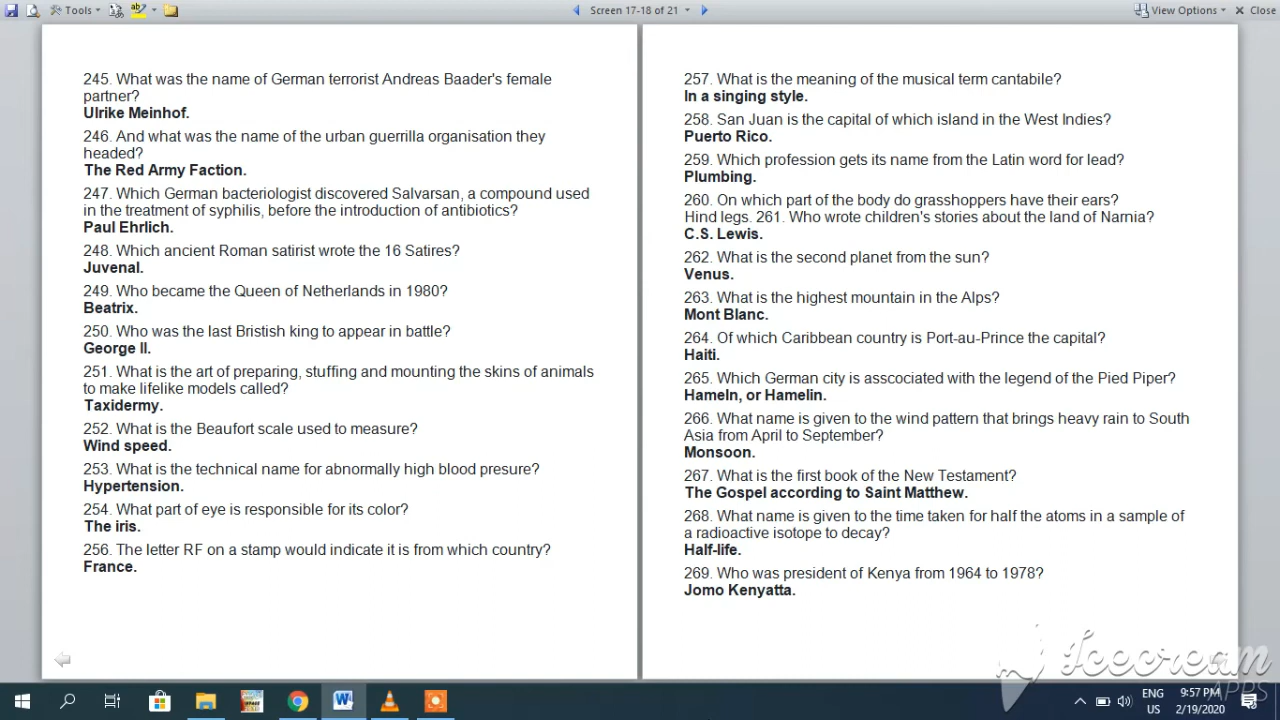 Tools
Screen 17-18 of 21
View Options
Close
245. What was the name of German terrorist Andreas Baader's female
partner?
Ulrike Meinhof.
246. And what was the name of the urban guerrilla organisation they
headed?
The Red Army Faction.
247. Which German bacteriologist discovered Salvarsan, a compound used
in the treatment of syphilis, before the introduction of antibiotics?
Paul Ehrlich.
248. Which ancient Roman satirist wrote the 16 Satires?
Juvenal.
249. Who became the Queen of Netherlands in 1980?
Beatrix.
250. Who was the last Bristish king to appear in battle?
George II.
251. What is the art of preparing, stuffing and mounting the skins of animals
to make lifelike models called?
Taxidermy.
252. What is the Beaufort scale used to measure?
Wind speed.
253. What is the technical name for abnormally high blood presure?
Hypertension.
254. What part of eye is responsible for its color?
The iris.
256. The letter RF on a stamp would indicate it is from which country?
France.
257. What is the meaning of the musical term cantabile?
In a singing style.
258. San Juan is the capital of which island in the West Indies?
Puerto Rico.
259. Which profession gets its name from the Latin word for lead?
Plumbing.
260. On which part of the body do grasshoppers have their ears?
Hind legs. 261. Who wrote children's stories about the land of Narnia?
C.S. Lewis.
262. What is the second planet from the sun?
Venus.
263. What is the highest mountain in the Alps?
Mont Blanc.
264. Of which Caribbean country is Port-au-Prince the capital?
Haiti.
265. Which German city is asscociated with the legend of the Pied Piper?
Hameln, or Hamelin.
266. What name is given to the wind pattern that brings heavy rain to South
Asia from April to September?
Monsoon.
267. What is the first book of the New Testament?
The Gospel according to Saint Matthew.
268. What name is given to the time taken for half the atoms in a sample of
a radioactive isotope to decay?
Half-life.
269. Who was president of Kenya from 1964 to 1978?
Jomo Kenyatta.
Icecream
APPS
ENG
US
9:57 PM
2/19/2020